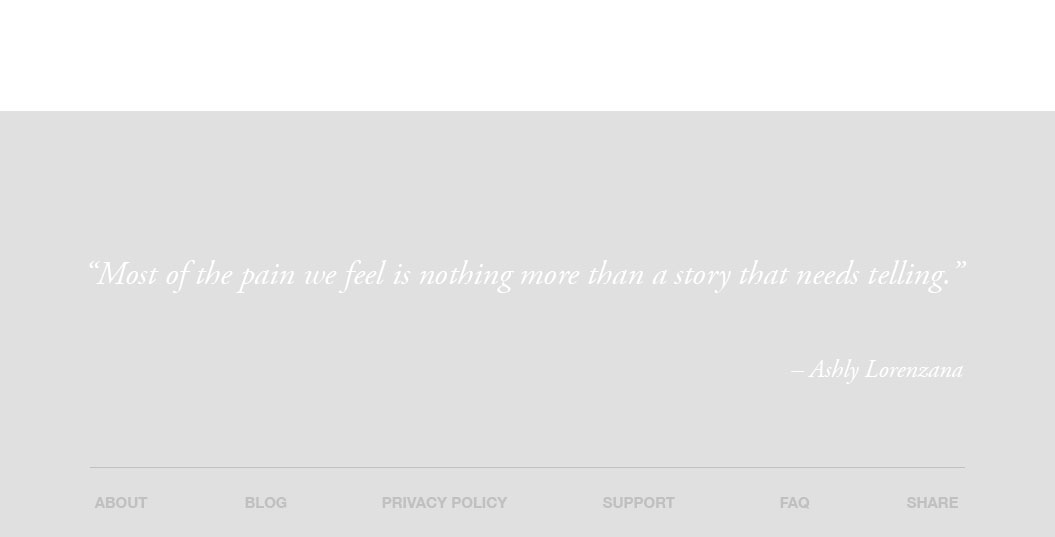 “Most of the pain we feel is nothing more than a story that needs telling.”
– Ashly Lorenzana
ABOUT BLOG PRIVACY POLICY SUPPORT FAQ SHARE